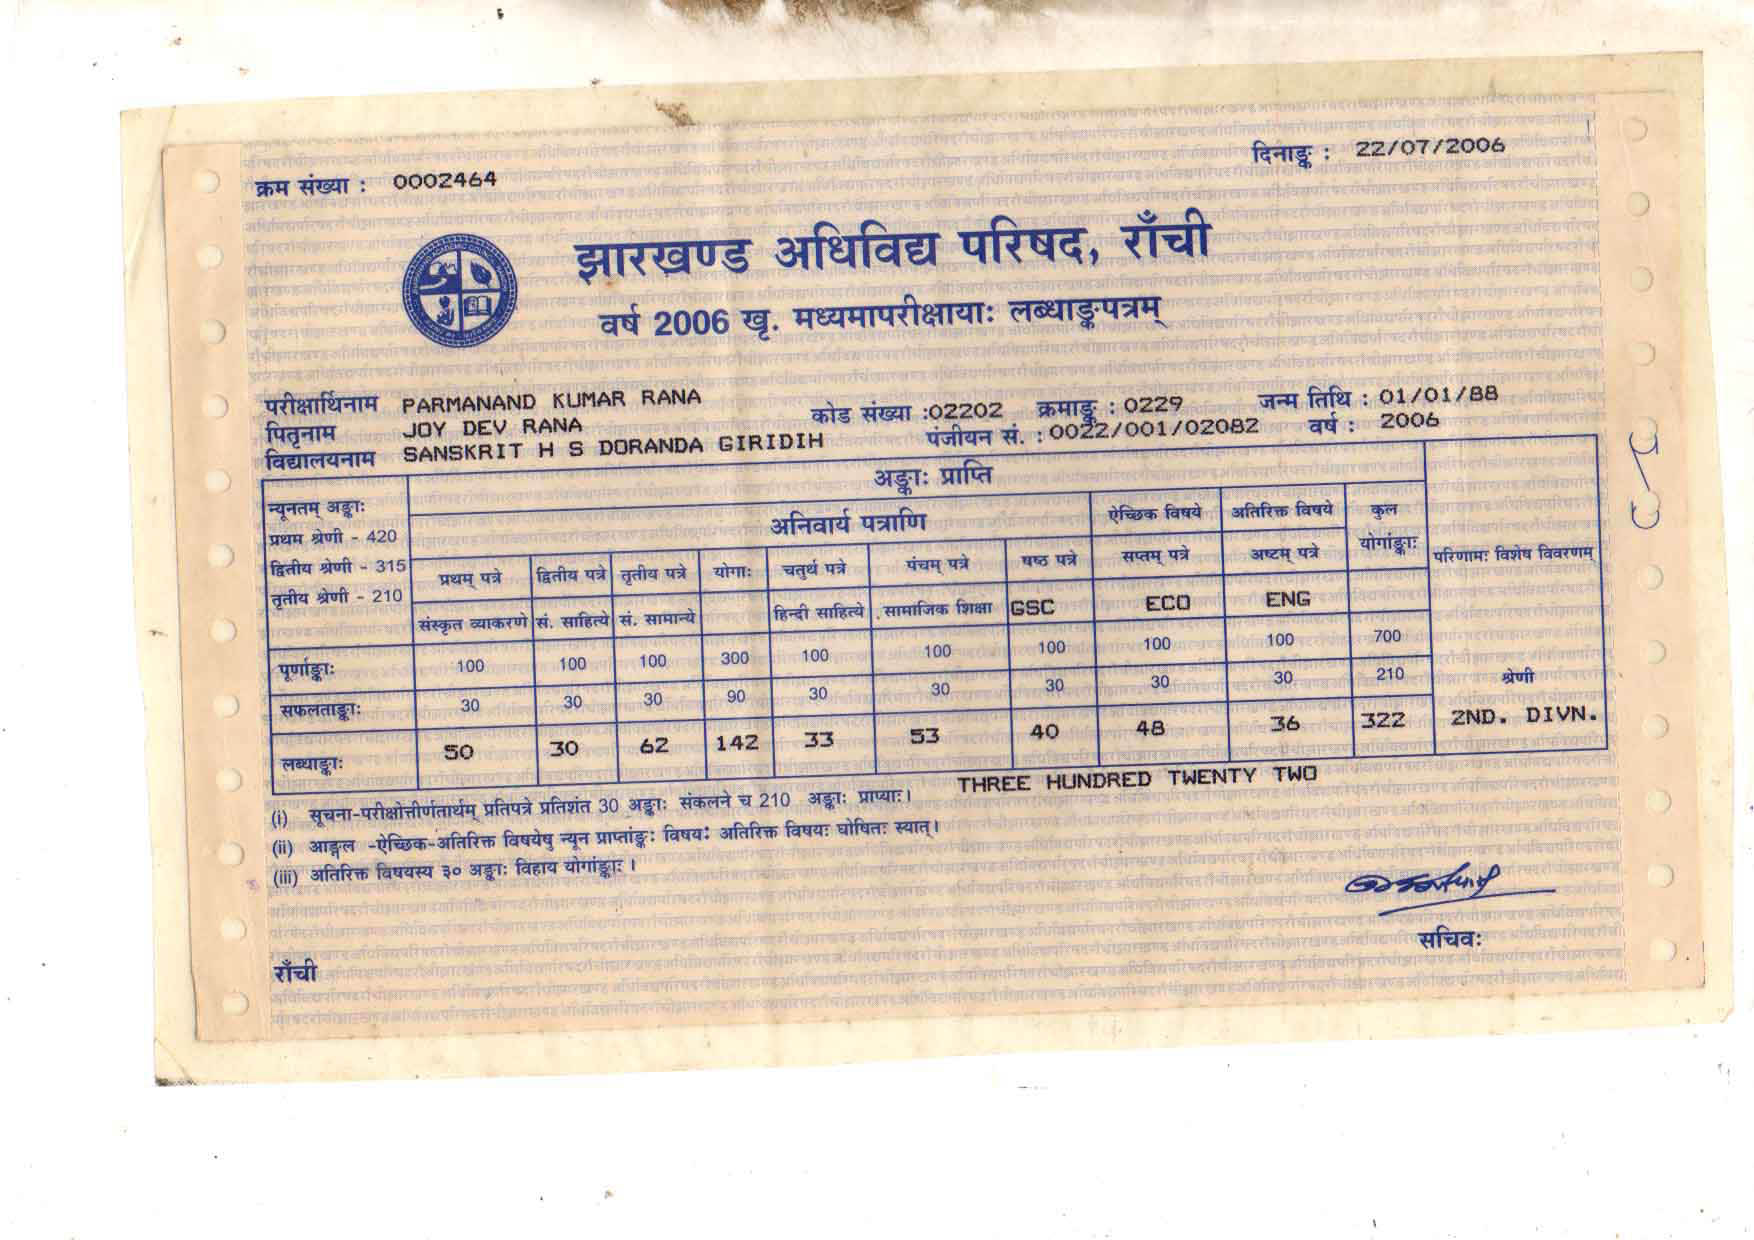 क्रम संख्या : 0002464
दिनाङ्क : 22/07/2006
झारखण्ड अधिविद्य परिषद, राँची
वर्ष 2006 खृ. मध्यमापरीक्षायाः लब्धाङ्कपत्रम्
परीक्षार्थिनाम PARMANAND KUMAR RANA कोड संख्या :02202 क्रमाङ्क : 0229 जन्म तिथि : 01/01/88
पितृनाम JOY DEV RANA
विद्यालयनाम SANSKRIT H S DORANDA GIRIDIH पंजीयन सं. : 0022/001/02082 वर्ष : 2006
अङ्काः प्राप्ति
न्यूनतम् अङ्काः
प्रथम श्रेणी - 420
द्वितीय श्रेणी - 315
तृतीय श्रेणी - 210
अनिवार्य पत्राणि ऐच्छिक विषये अतिरिक्त विषये कुल योगांङ्काः परिणामः विशेष विवरणम्
प्रथम् पत्रे द्वितीय पत्रे तृतीय पत्रे योगाः चतुर्थ पत्रे पंचम् पत्रे षष्ठ पत्रे सप्तम् पत्रे अष्टम् पत्रे
संस्कृत व्याकरणे सं. साहित्ये सं. सामान्ये हिन्दी साहित्ये सामाजिक शिक्षा GSC ECO ENG
पूर्णाङ्काः 100 100 100 300 100 100 100 100 100 700
सफलताङ्काः 30 30 30 90 30 30 30 30 30 210 श्रेणी
लब्धाङ्काः 50 30 62 142 33 53 40 48 36 322 2ND. DIVN.
THREE HUNDRED TWENTY TWO
(i) सूचना-परीक्षोत्तीर्णतार्थम् प्रतिपत्रे प्रतिशंत 30 अङ्काः संकलने च 210 अङ्काः प्राप्याः।
(ii) आङ्गल -ऐच्छिक-अतिरिक्त विषयेषु न्यून प्राप्तांङ्कः विषयः अतिरिक्त विषयः घोषितः स्यात्।
(iii) अतिरिक्त विषयस्य ३० अङ्काः विहाय योगांङ्काः।
सचिवः
राँची